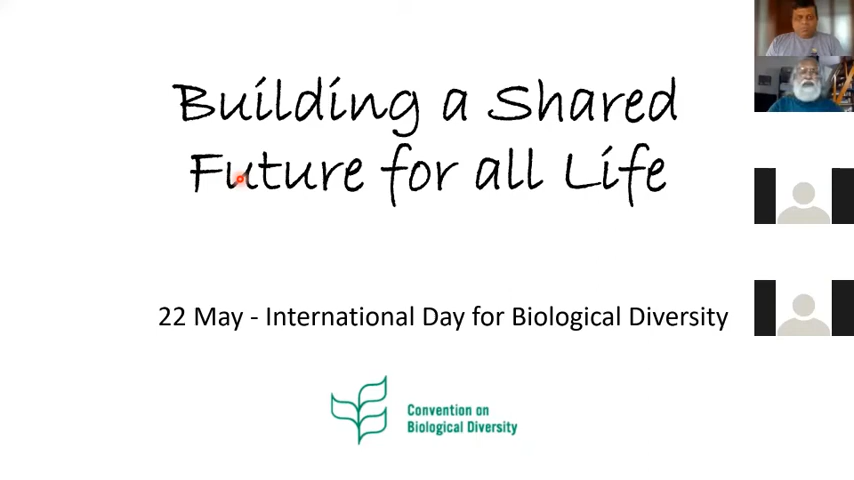 Building a Shared
Future for all Life
22 May - International Day for Biological Diversity
Convention on
Biological Diversity